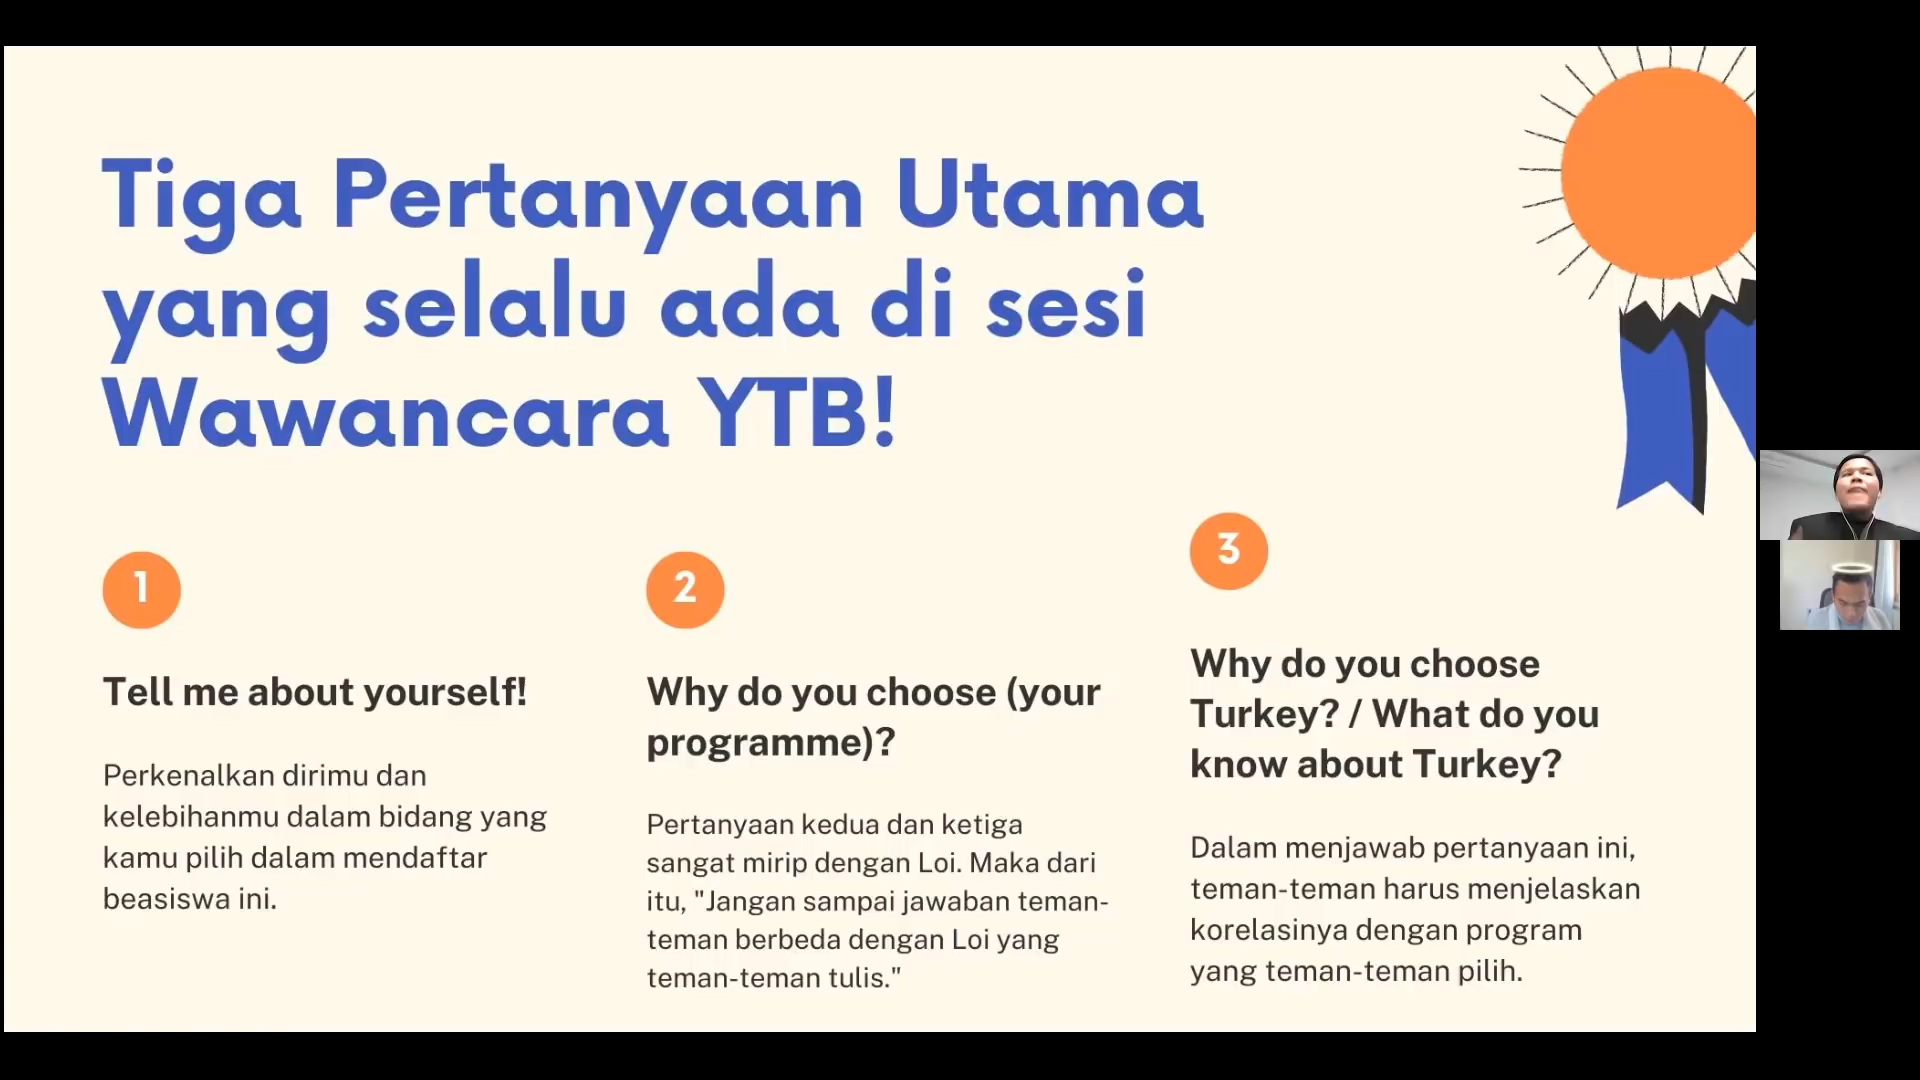 Tiga Pertanyaan Utama
yang selalu ada di sesi
Wawancara YTB!
1
Tell me about yourself!
Perkenalkan dirimu dan
kelebihanmu dalam bidang yang
kamu pilih dalam mendaftar
beasiswa ini.
2
Why do you choose (your
programme)?
Pertanyaan kedua dan ketiga
sangat mirip dengan Loi. Maka dari
itu, "Jangan sampai jawaban teman-
teman berbeda dengan Loi yang
teman-teman tulis."
3
Why do you choose
Turkey? / What do you
know about Turkey?
Dalam menjawab pertanyaan ini,
teman-teman harus menjelaskan
korelasinya dengan program
yang teman-teman pilih.